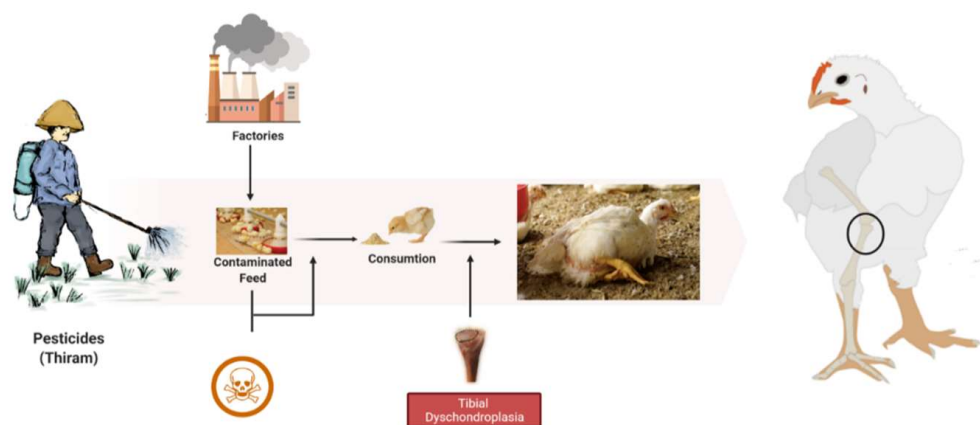 Factories
Contaminated
Feed
Consumtion
Pesticides
(Thiram)
Tibial
Dyschondroplasia